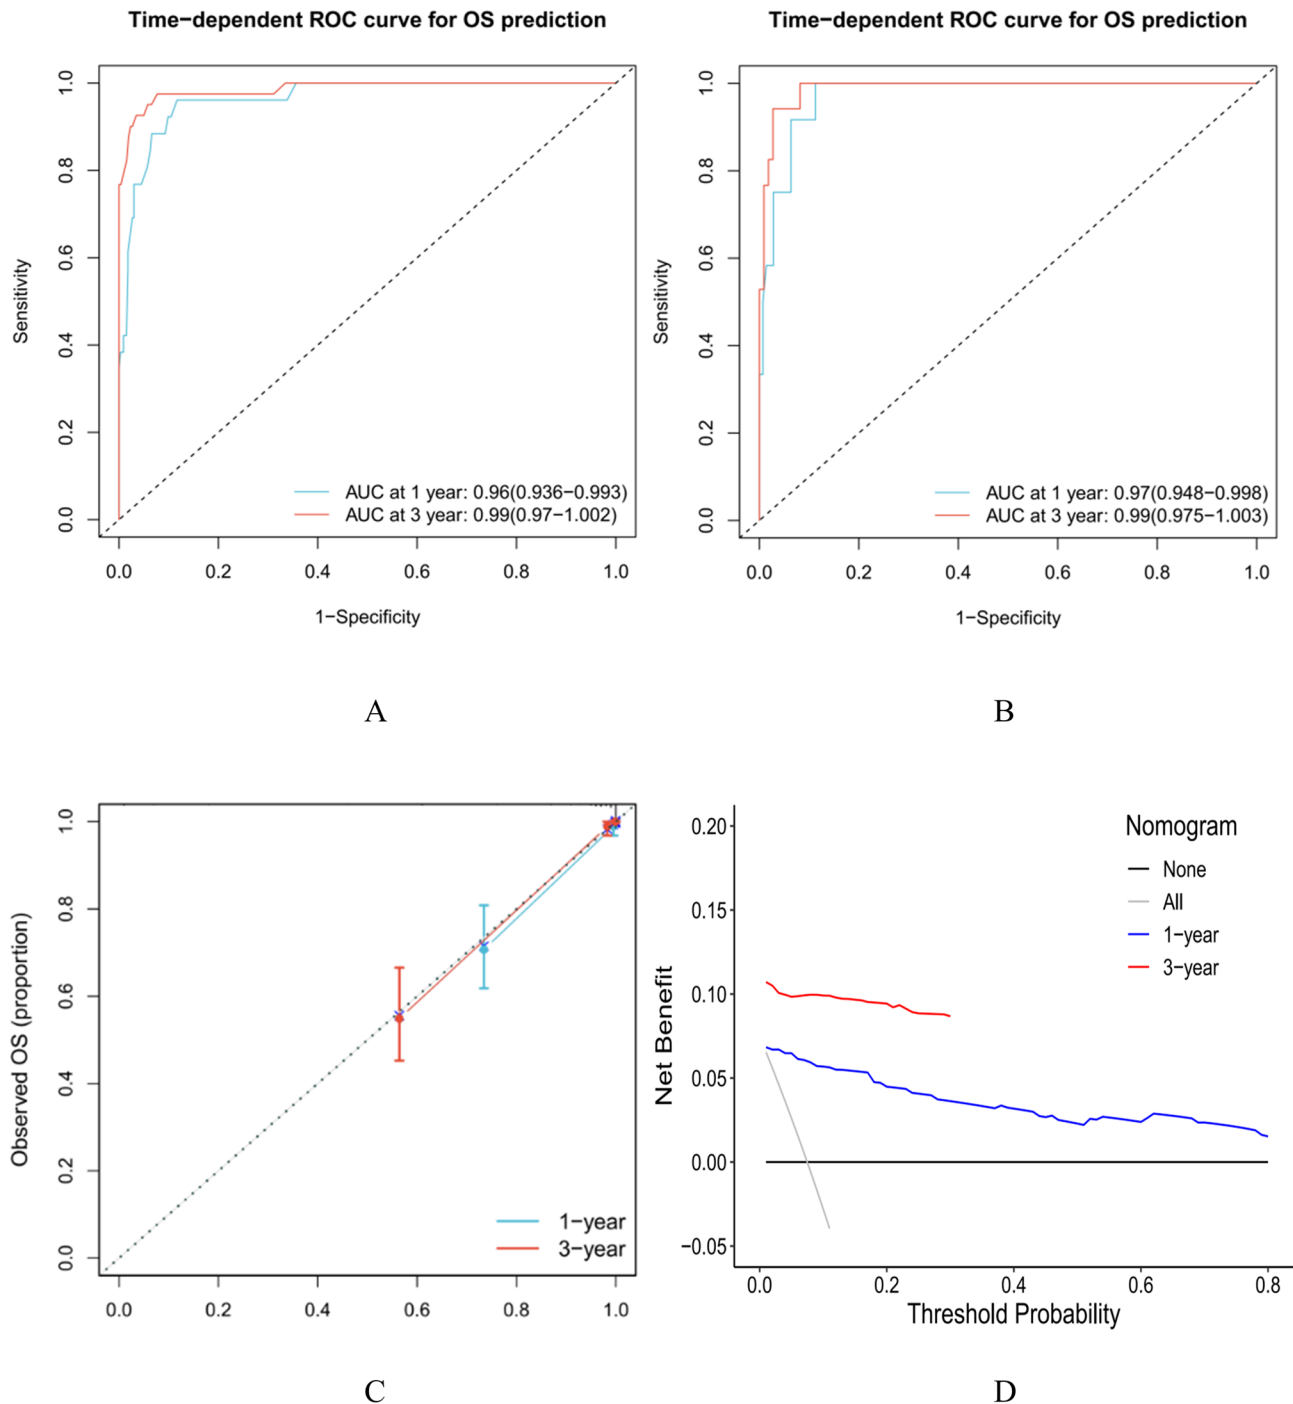 Time−dependent ROC curve for OS prediction
Sensitivity
0.0 0.2 0.4 0.6 0.8 1.0
AUC at 1 year: 0.96(0.936−0.993)
AUC at 3 year: 0.99(0.97−1.002)
0.0 0.2 0.4 0.6 0.8 1.0
1−Specificity
A
Time−dependent ROC curve for OS prediction
Sensitivity
0.0 0.2 0.4 0.6 0.8 1.0
AUC at 1 year: 0.97(0.948−0.998)
AUC at 3 year: 0.99(0.975−1.003)
0.0 0.2 0.4 0.6 0.8 1.0
1−Specificity
B
Observed OS (proportion)
0.0 0.2 0.4 0.6 0.8 1.0
1−year
3−year
0.0 0.2 0.4 0.6 0.8 1.0
C
Net Benefit
0.20
0.15
0.10
0.05
0.00
−0.05
Nomogram
None
All
1−year
3−year
0.0 0.2 0.4 0.6 0.8
Threshold Probability
D